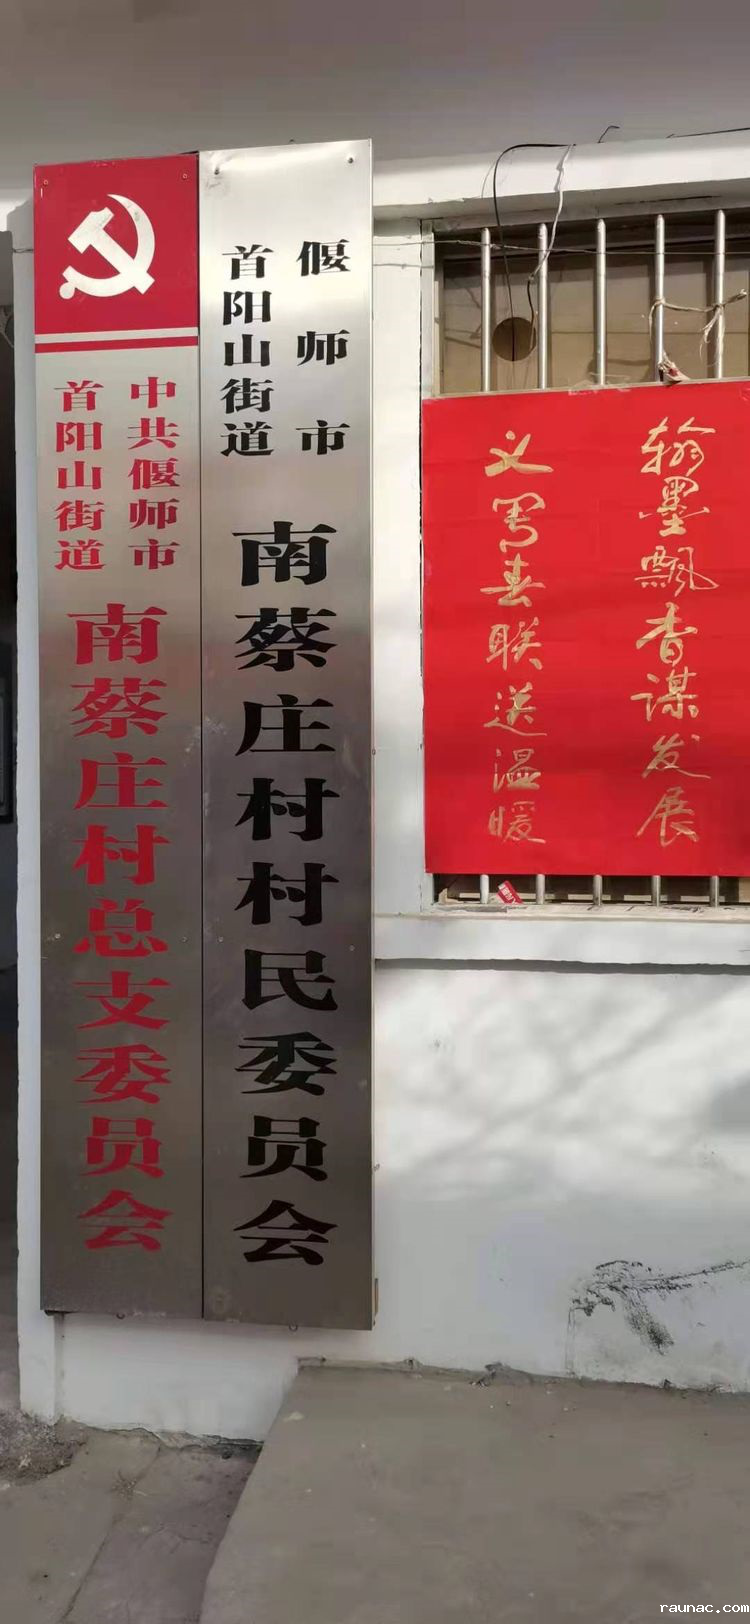 中共偃师市
首阳山街道
南蔡庄村总支委员会
偃师市
首阳山街道
南蔡庄村村民委员会
翰墨飘香谋发展
义写春联送温暖
raunac.com